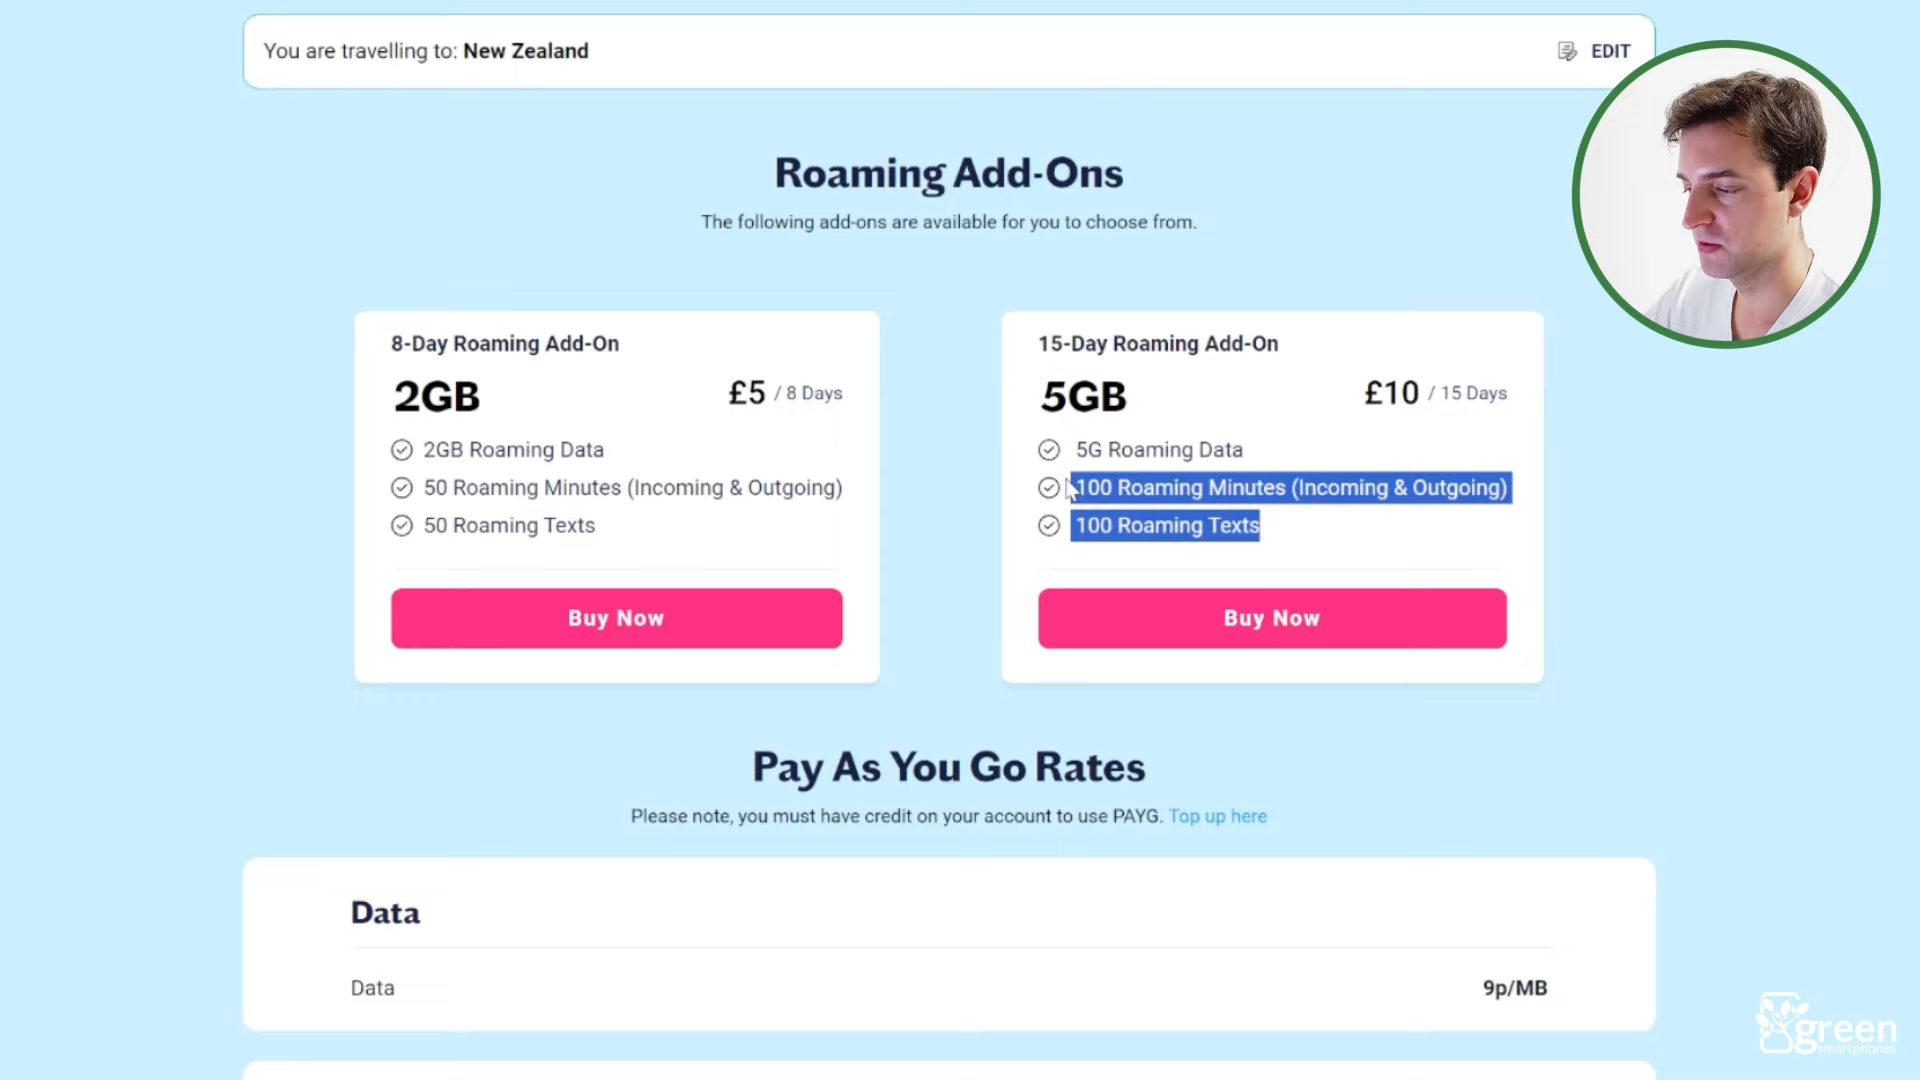 You are travelling to: New Zealand
EDIT
Roaming Add-Ons
The following add-ons are available for you to choose from.
8-Day Roaming Add-On
2GB £5 / 8 Days
2GB Roaming Data
50 Roaming Minutes (Incoming & Outgoing)
50 Roaming Texts
Buy Now
15-Day Roaming Add-On
5GB £10 / 15 Days
5G Roaming Data
100 Roaming Minutes (Incoming & Outgoing)
100 Roaming Texts
Buy Now
Pay As You Go Rates
Please note, you must have credit on your account to use PAYG. Top up here
Data
Data 9p/MB
green
smartphones